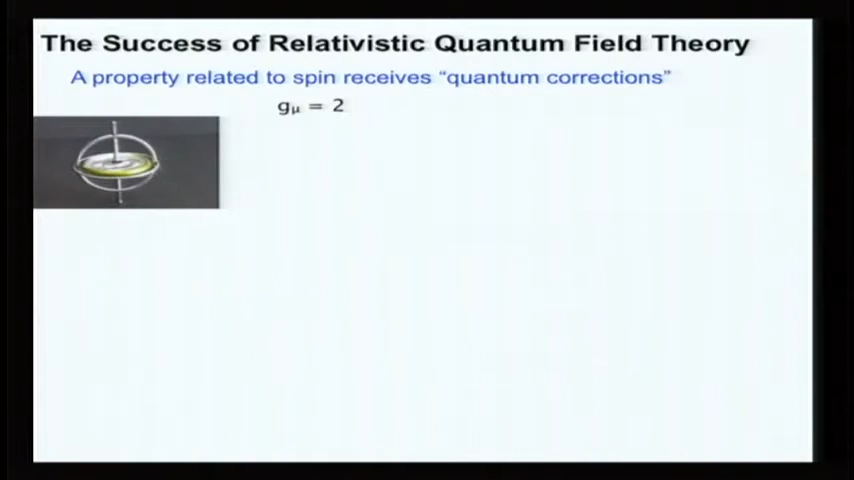 The Success of Relativistic Quantum Field Theory
A property related to spin receives “quantum corrections”
gμ = 2